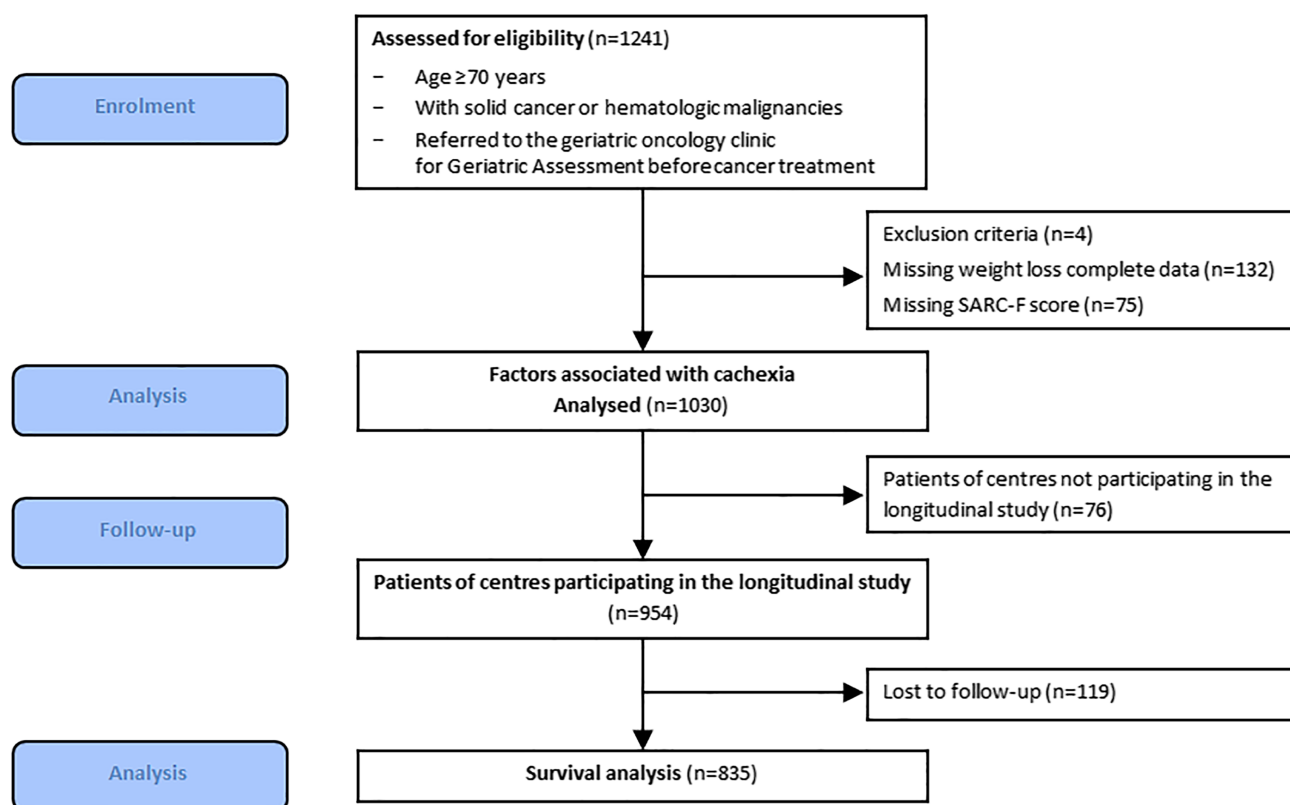 Assessed for eligibility (n=1241)
− Age ≥70 years
Enrolment
− With solid cancer or hematologic malignancies
− Referred to the geriatric oncology clinic
for Geriatric Assessment before cancer treatment
Exclusion criteria (n=4)
Missing weight loss complete data (n=132)
Missing SARC-F score (n=75)
Analysis
Factors associated with cachexia
Analysed (n=1030)
Patients of centres not participating in the
longitudinal study (n=76)
Follow-up
Patients of centres participating in the longitudinal study
(n=954)
Lost to follow-up (n=119)
Analysis
Survival analysis (n=835)